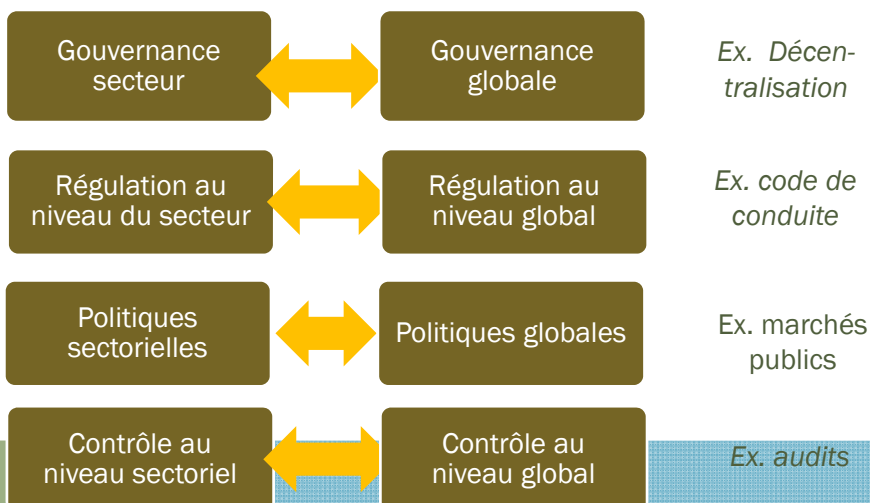 Gouvernance
secteur
Gouvernance
globale
Ex. Décen-
tralisation
Régulation au
niveau du secteur
Régulation au
niveau global
Ex. code de
conduite
Politiques
sectorielles
Politiques globales
Ex. marchés
publics
Contrôle au
niveau sectoriel
Contrôle au
niveau global
Ex. audits